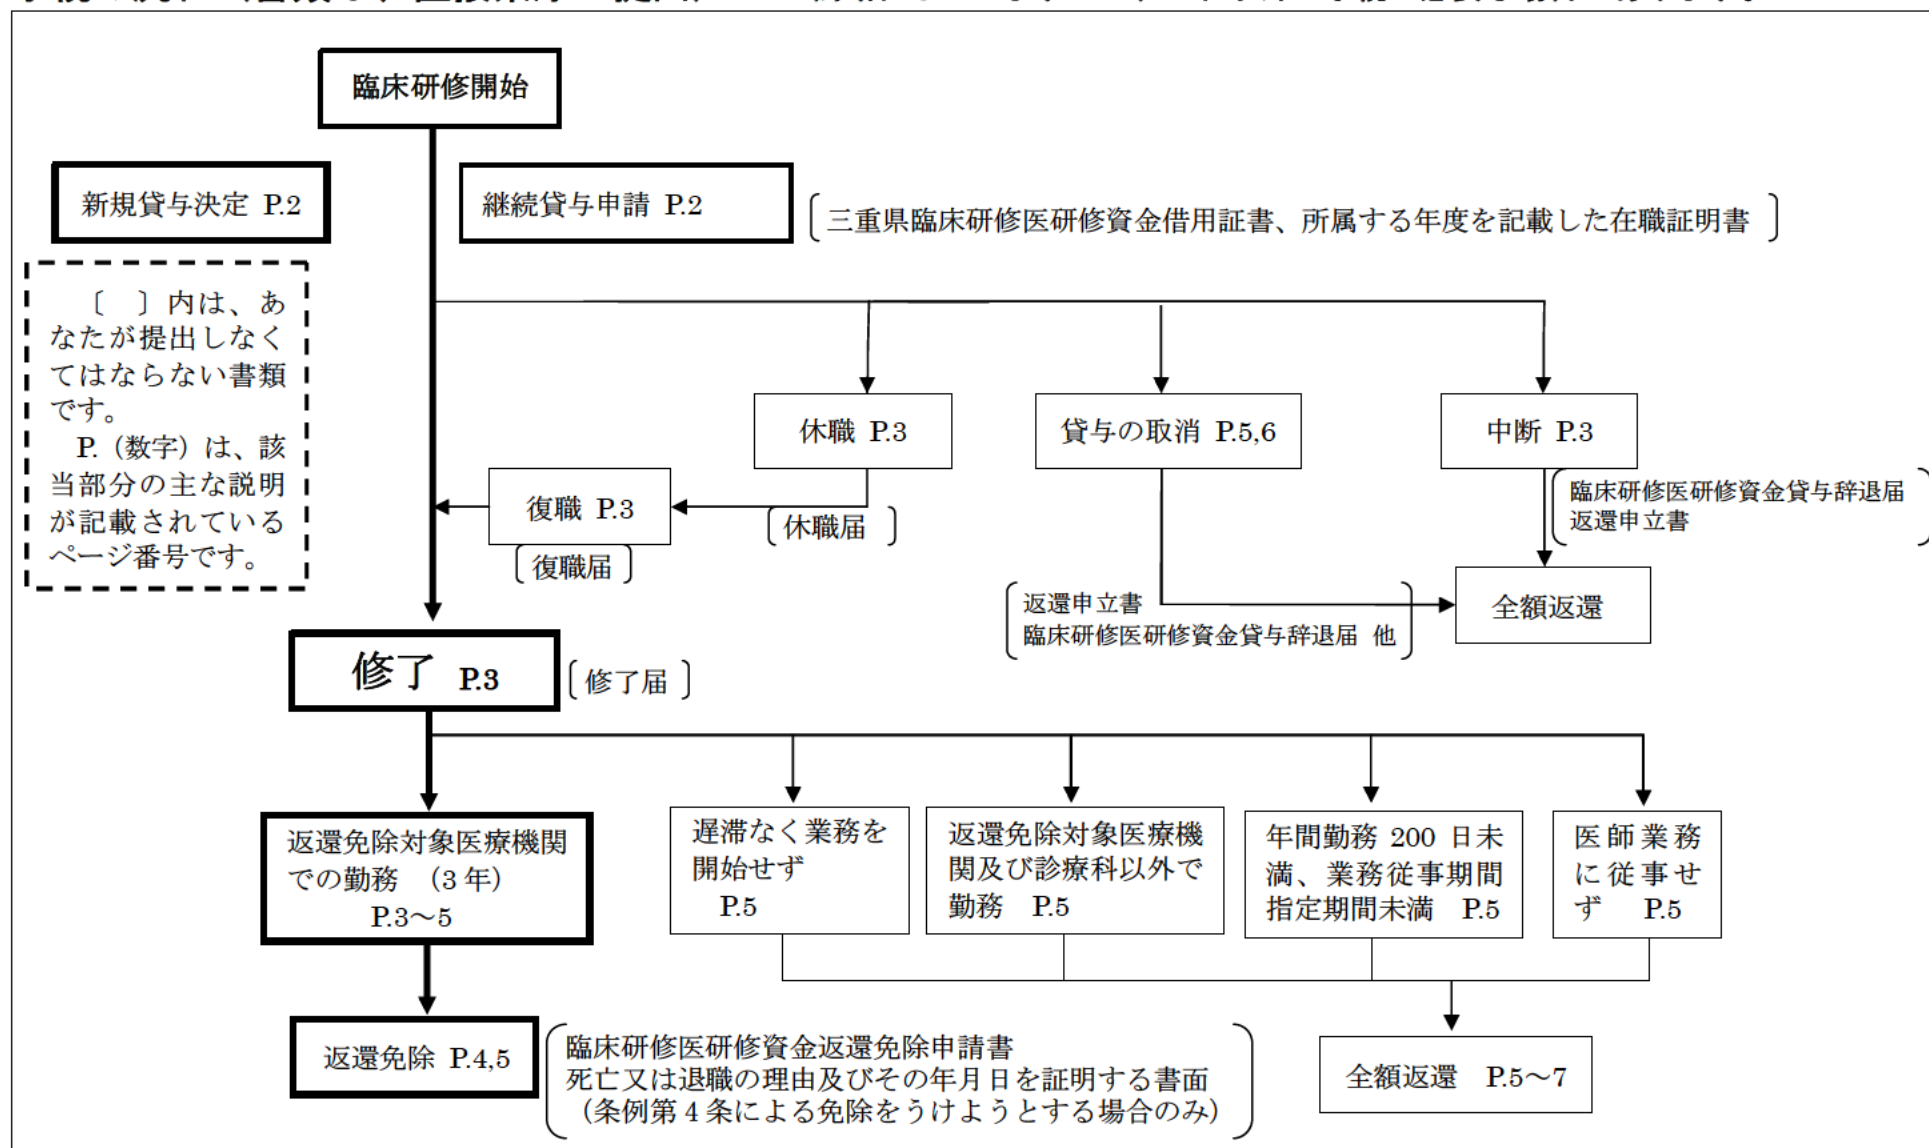 臨床研修開始
新規貸与決定 P.2
継続貸与申請 P.2
三重県臨床研修医研修資金借用証書、所属する年度を記載した在職証明書
〔 〕内は、あ
なたが提出しなく
てはならない書類
です。
P.（数字）は、該
当部分の主な説明
が記載されている
ページ番号です。
休職 P.3
貸与の取消 P.5,6
中断 P.3
臨床研修医研修資金貸与辞退届
返還申立書
復職 P.3
休職届
復職届
返還申立書
臨床研修医研修資金貸与辞退届 他
全額返還
修了 P.3
修了届
返還免除対象医療機関
での勤務 （3年）
P.3～5
遅滞なく業務を
開始せず
P.5
返還免除対象医療機
関及び診療科以外で
勤務 P.5
年間勤務 200 日未
満、業務従事期間
指定期間未満 P.5
医師業務
に従事せ
ず P.5
返還免除 P.4,5
臨床研修医研修資金返還免除申請書
死亡又は退職の理由及びその年月日を証明する書面
（条例第4条による免除をうけようとする場合のみ）
全額返還 P.5～7